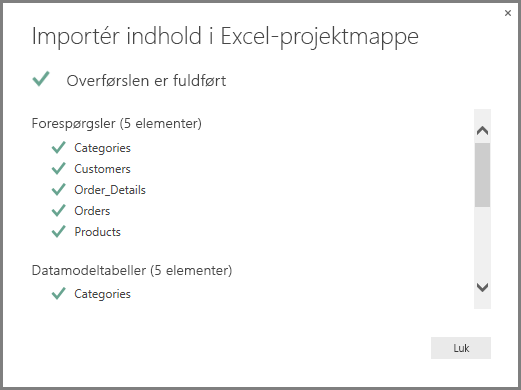 Importér indhold i Excel-projektmappe
Overførslen er fuldført
Forespørgsler (5 elementer)
Categories
Customers
Order_Details
Orders
Products
Datamodeltabeller (5 elementer)
Categories
Luk